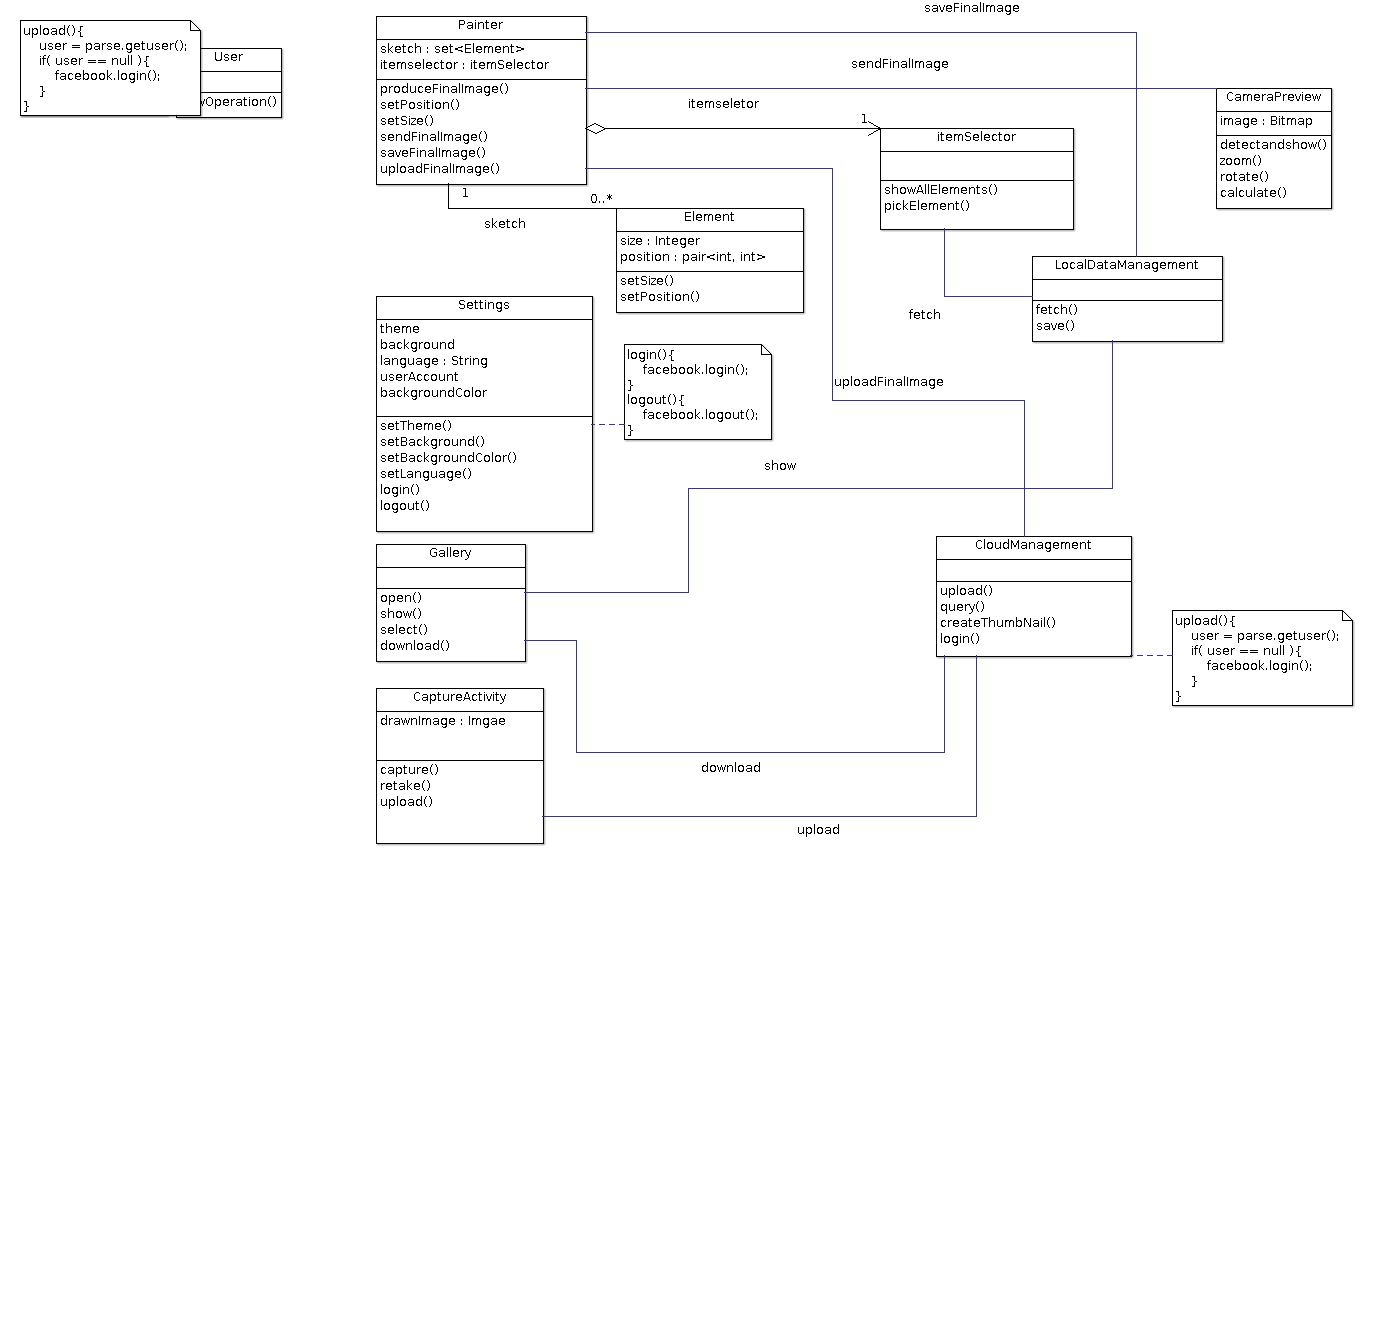 saveFinalImage
upload(){
user = parse.getuser();
if( user == null ){
facebook.login();
}
}
User
Operation()
Painter
sketch : set<Element>
itemselector : itemSelector
produceFinalImage()
setPosition()
setSize()
sendFinalImage()
saveFinalImage()
uploadFinalImage()
sendFinalImage
itemseletor
1
CameraPreview
image : Bitmap
detectandshow()
zoom()
rotate()
calculate()
itemSelector
showAllElements()
pickElement()
1
0..*
sketch
Element
size : Integer
position : pair<int, int>
setSize()
setPosition()
LocalDataManagement
fetch()
save()
fetch
Settings
theme
background
language : String
userAccount
backgroundColor
setTheme()
setBackground()
setBackgroundColor()
setLanguage()
login()
logout()
login(){
facebook.login();
}
logout(){
facebook.logout();
}
uploadFinalImage
show
Gallery
open()
show()
select()
download()
CloudManagement
upload()
query()
createThumbNail()
login()
upload(){
user = parse.getuser();
if( user == null ){
facebook.login();
}
}
CaptureActivity
drawnImage : Imgae
capture()
retake()
upload()
download
upload